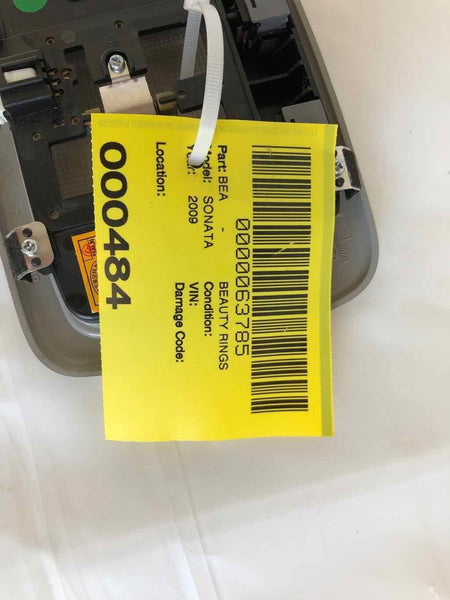 0000063785
Part: BEA - BEAUTY RINGS
Model: SONATA Condition:
2009 VIN:
Damage Code:
Location:
000484